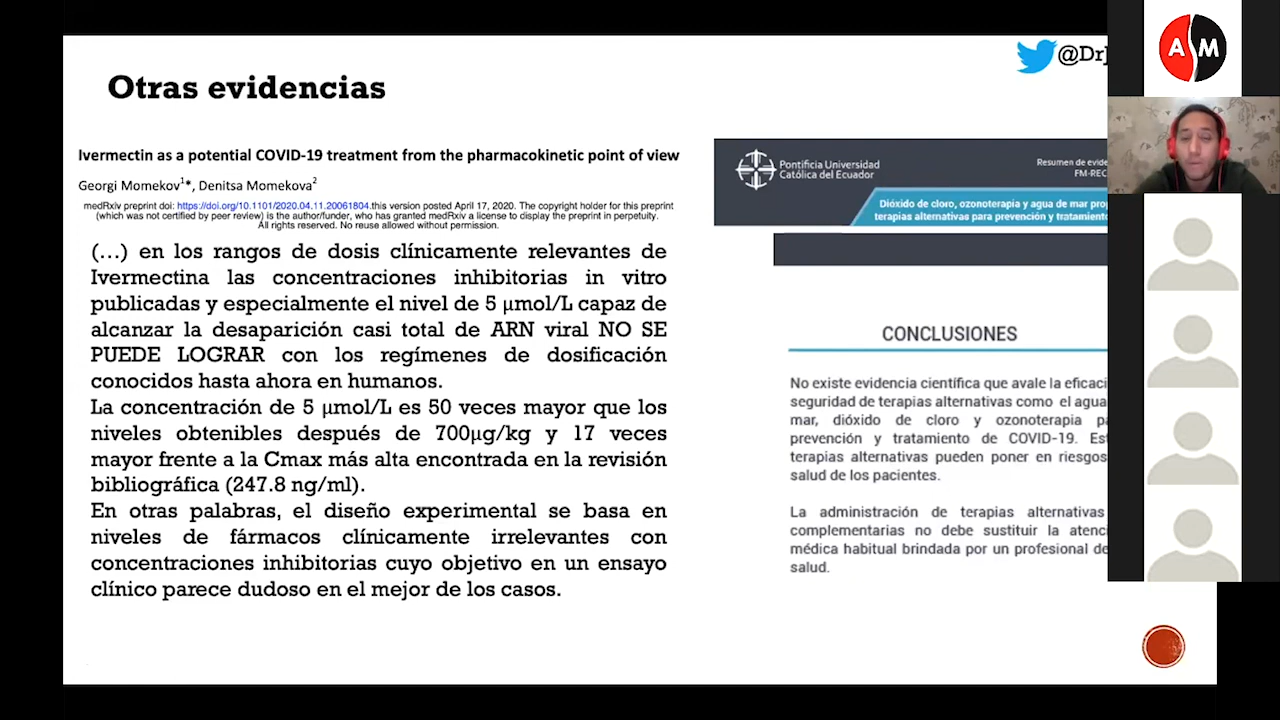 Otras evidencias
@Dr
Ivermectin as a potential COVID-19 treatment from the pharmacokinetic point of view
Georgi Momekov1*, Denitsa Momekova2
medRxiv preprint doi: https://doi.org/10.1101/2020.04.11.20061804.this version posted April 17, 2020. The copyright holder for this preprint
(which was not certified by peer review) is the author/funder, who has granted medRxiv a license to display the preprint in perpetuity.
All rights reserved. No reuse allowed without permission.
(…) en los rangos de dosis clínicamente relevantes de
Ivermectina las concentraciones inhibitorias in vitro
publicadas y especialmente el nivel de 5 µmol/L capaz de
alcanzar la desaparición casi total de ARN viral NO SE
PUEDE LOGRAR con los regímenes de dosificación
conocidos hasta ahora en humanos.
La concentración de 5 µmol/L es 50 veces mayor que los
niveles obtenibles después de 700µg/kg y 17 veces
mayor frente a la Cmax más alta encontrada en la revisión
bibliográfica (247.8 ng/ml).
En otras palabras, el diseño experimental se basa en
niveles de fármacos clínicamente irrelevantes con
concentraciones inhibitorias cuyo objetivo en un ensayo
clínico parece dudoso en el mejor de los casos.
Pontificia Universidad
Católica del Ecuador
Resumen de evide
FM-REC
Dióxido de cloro, ozonoterapia y agua de mar pro
terapias alternativas para prevención y tratamiento
CONCLUSIONES
No existe evidencia científica que avale la eficaci
seguridad de terapias alternativas como el agua
mar, dióxido de cloro y ozonoterapia pa
prevención y tratamiento de COVID-19. Est
terapias alternativas pueden poner en riesgos
salud de los pacientes.
La administración de terapias alternativas
complementarias no debe sustituir la atenci
médica habitual brindada por un profesional de
salud.
A M